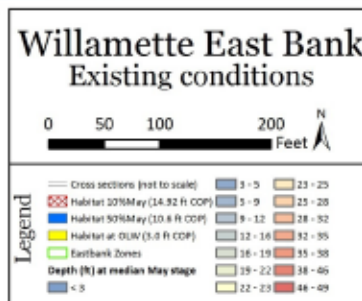 Willamette East Bank
Existing conditions
N
0 50 100 200
Feet
Legend
Cross sections (not to scale)
Habitat 10%May (14.92 ft COP)
Habitat 50%May (10.6 ft COP)
Habitat at OLW (3.0 ft COP)
Eastbank Zones
Depth (ft) at median May stage
< 3
3 - 5
5 - 9
9 - 12
12 - 16
16 - 19
19 - 22
22 - 23
23 - 25
25 - 28
28 - 32
32 - 35
35 - 38
38 - 46
46 - 49